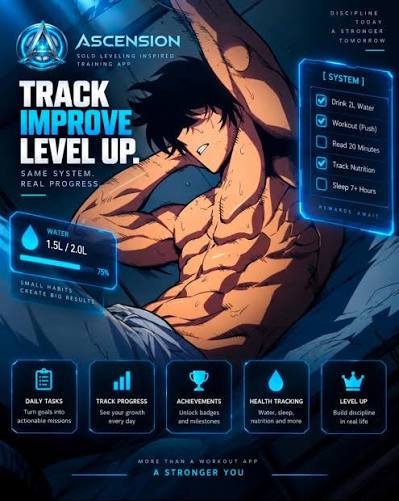 ASCENSION
SOLO LEVELING INSPIRED
TRAINING APP
DISCIPLINE
TODAY
A STRONGER
TOMORROW
TRACK
IMPROVE
LEVEL UP.
SAME SYSTEM.
REAL PROGRESS
[ SYSTEM ]
Drink 2L Water
Workout (Push)
Read 20 Minutes
Track Nutrition
Sleep 7+ Hours
REWARDS AWAIT
WATER
1.5L / 2.0L
75%
SMALL HABITS
CREATE BIG RESULTS
DAILY TASKS
Turn goals into
actionable missions
TRACK PROGRESS
See your growth
every day
ACHIEVEMENTS
Unlock badges
and milestones
HEALTH TRACKING
Water, sleep,
nutrition and more
LEVEL UP
Build discipline
in real life
MORE THAN A WORKOUT APP
A STRONGER YOU